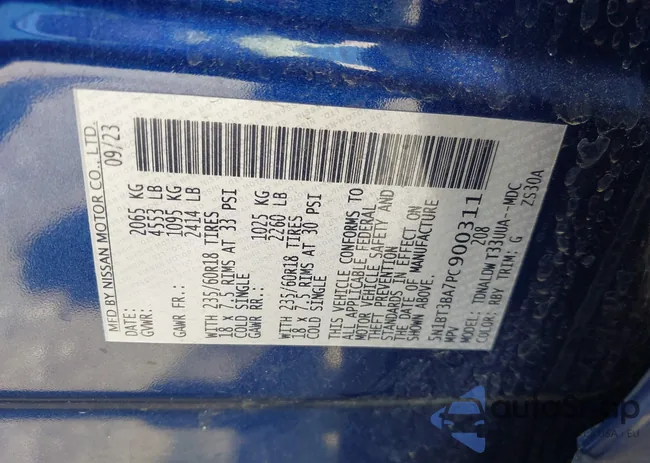 MFD BY NISSAN MOTOR CO., LTD.
DATE: 09/23
GVWR: 2065 KG
4553 LB
GAWR FR.: 1095 KG
2414 LB
WITH 235/60R18 TIRES
18 X 7.5 RIMS AT 33 PSI
COLD SINGLE
GAWR RR.: 1025 KG
2260 LB
WITH 235/60R18 TIRES
18 X 7.5 RIMS AT 30 PSI
COLD SINGLE
THIS VEHICLE CONFORMS TO
ALL APPLICABLE FEDERAL
MOTOR VEHICLE SAFETY AND
THEFT PREVENTION
STANDARDS IN EFFECT ON
THE DATE OF MANUFACTURE
SHOWN ABOVE.
5N1BT3BA7PC900311
MPV 208
MODEL: TDNALDW T33UUA--MDC
COLOR: RBY TRIM: G ZS30A